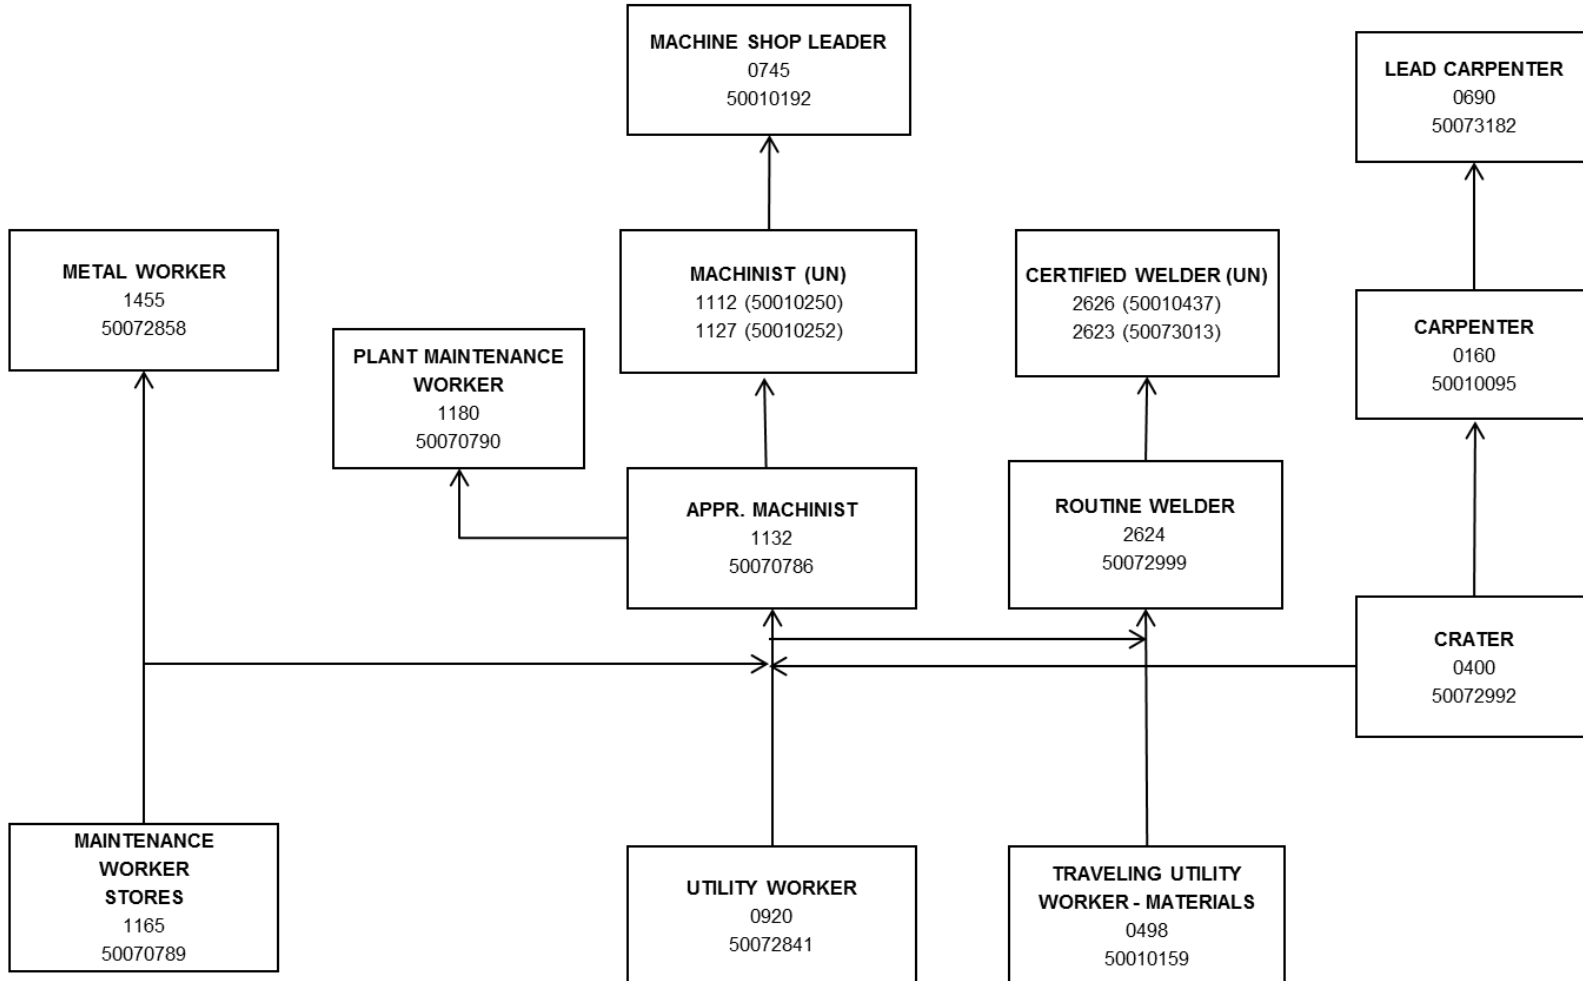 MACHINE SHOP LEADER
0745
50010192
LEAD CARPENTER
0690
50073182
METAL WORKER
1455
50072858
MACHINIST (UN)
1112 (50010250)
1127 (50010252)
CERTIFIED WELDER (UN)
2626 (50010437)
2623 (50073013)
CARPENTER
0160
50010095
PLANT MAINTENANCE
WORKER
1180
50070790
APPR. MACHINIST
1132
50070786
ROUTINE WELDER
2624
50072999
CRATER
0400
50072992
MAINTENANCE
WORKER
STORES
1165
50070789
UTILITY WORKER
0920
50072841
TRAVELING UTILITY
WORKER - MATERIALS
0498
50010159